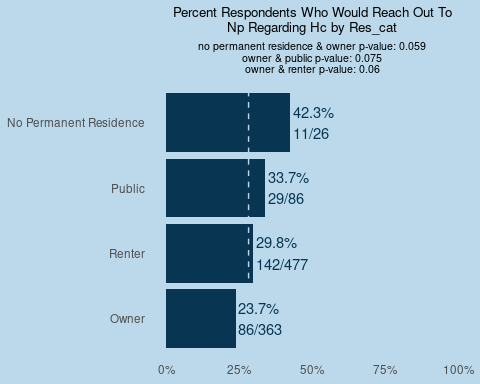 Percent Respondents Who Would Reach Out To
Np Regarding Hc by Res_cat
no permanent residence & owner p-value: 0.059
owner & public p-value: 0.075
owner & renter p-value: 0.06
No Permanent Residence
42.3%
11/26
Public
33.7%
29/86
Renter
29.8%
142/477
Owner
23.7%
86/363
0% 25% 50% 75% 100%